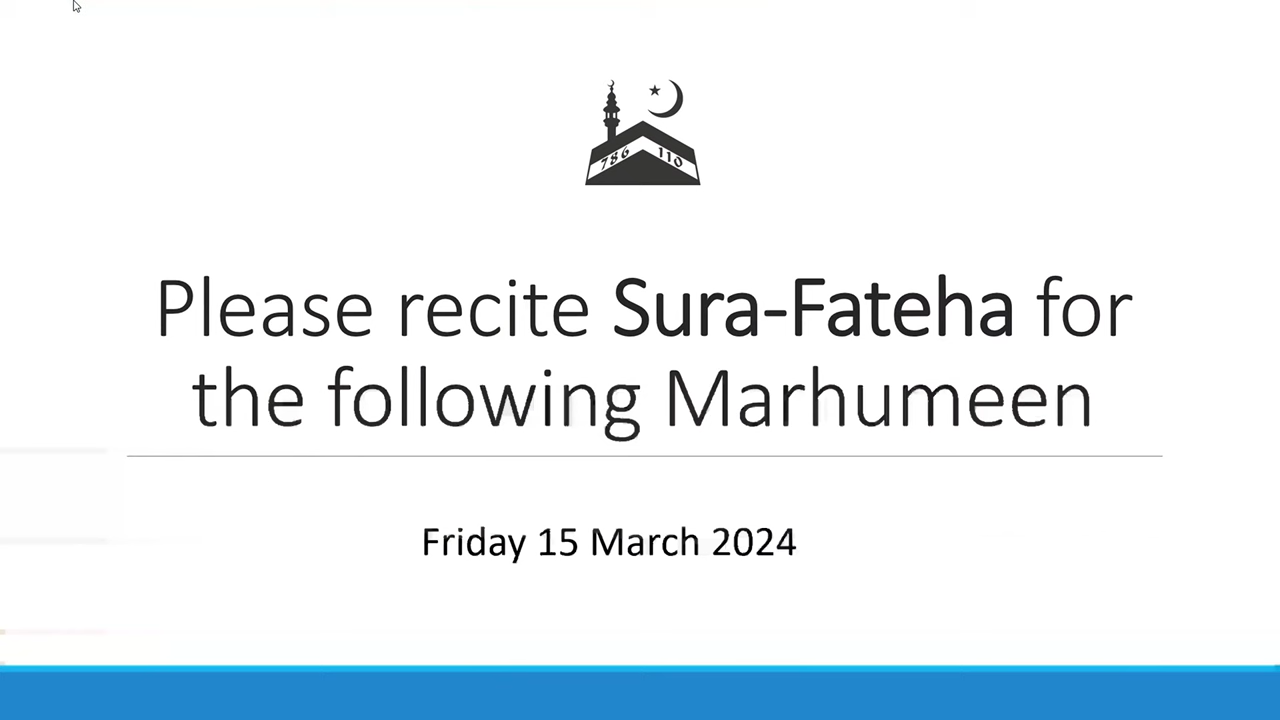 786 110
Please recite Sura-Fateha for
the following Marhumeen
Friday 15 March 2024